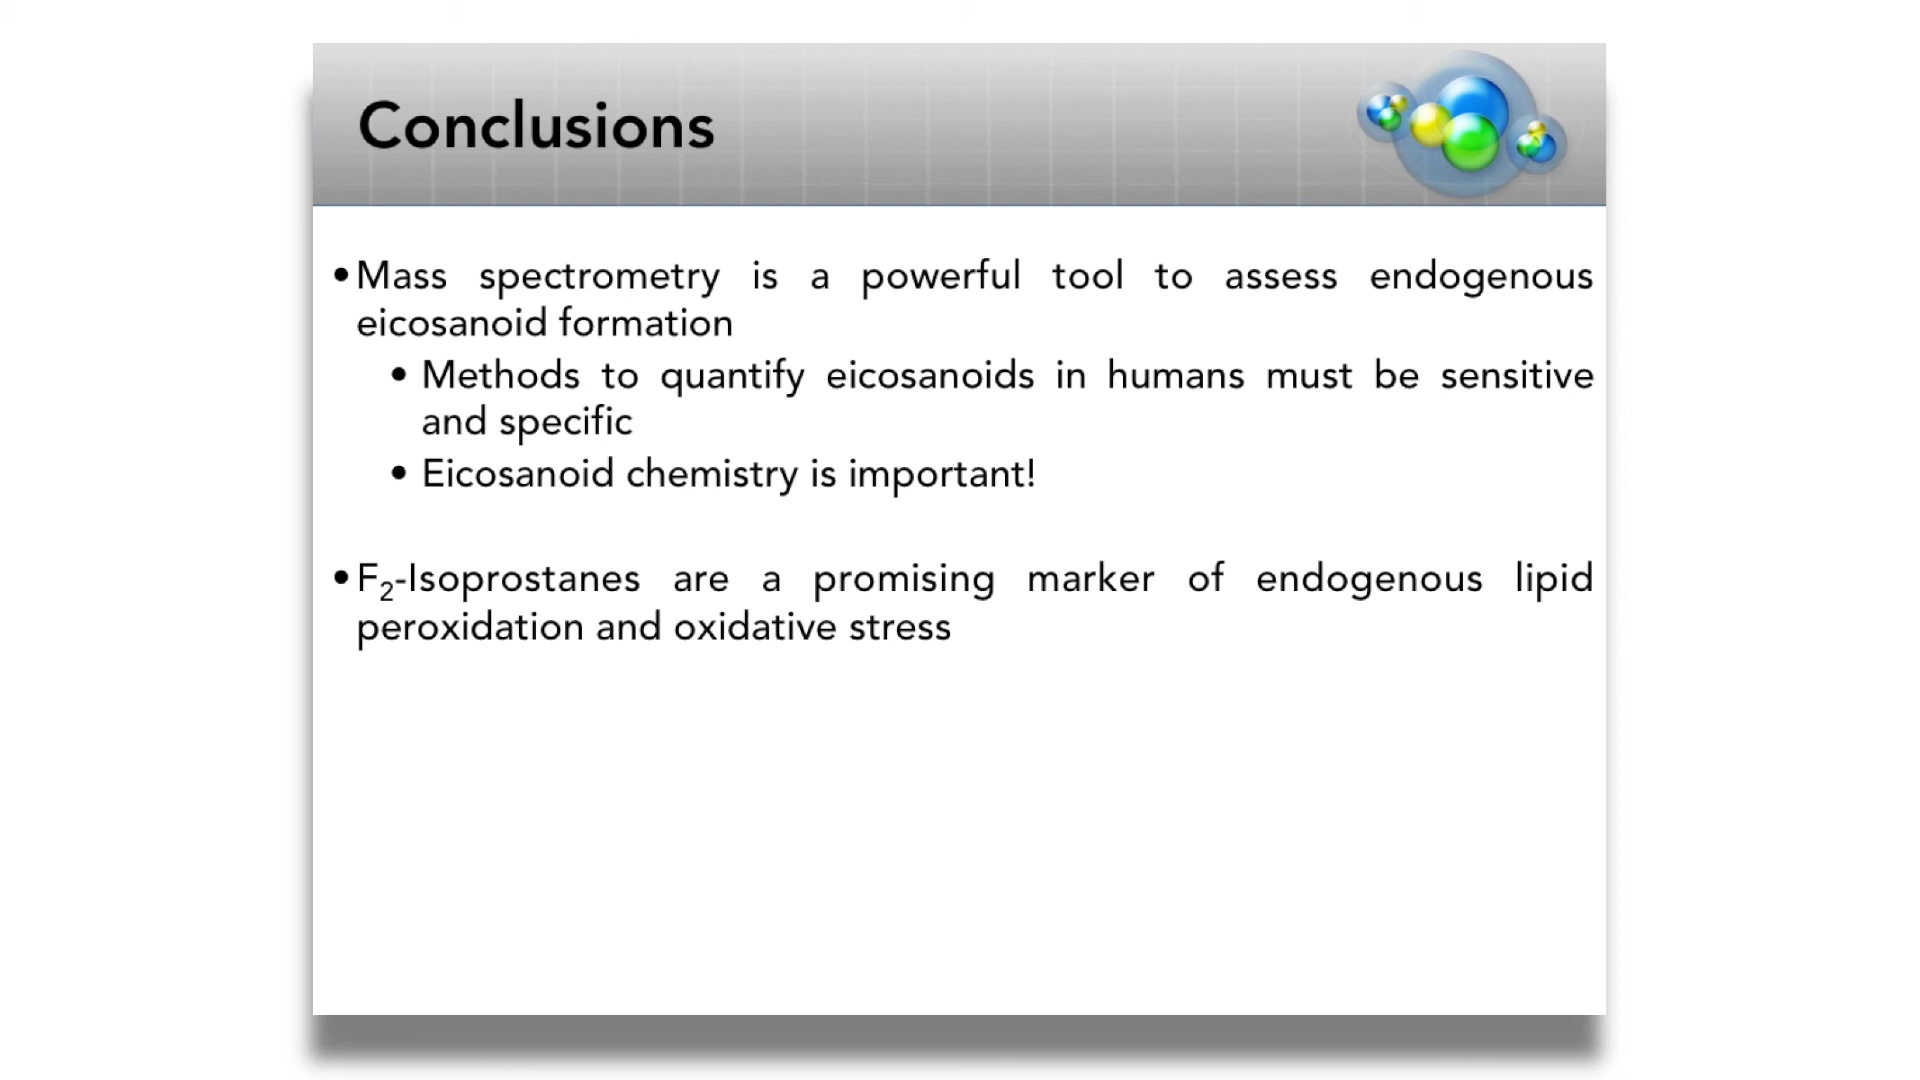 Conclusions
•Mass spectrometry is a powerful tool to assess endogenous
eicosanoid formation
• Methods to quantify eicosanoids in humans must be sensitive
and specific
• Eicosanoid chemistry is important!
•F₂-Isoprostanes are a promising marker of endogenous lipid
peroxidation and oxidative stress